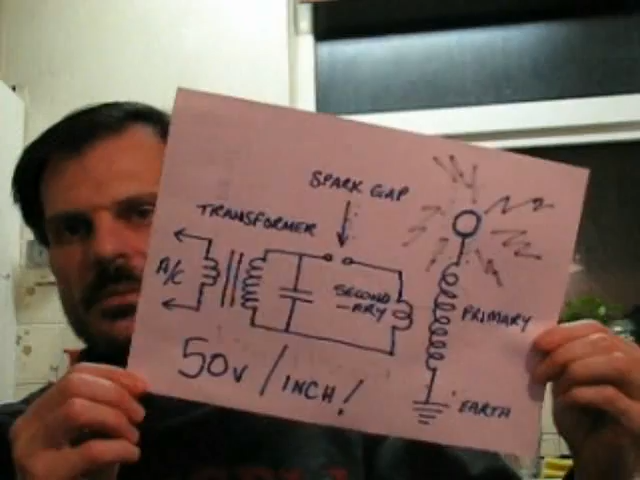 SPARK GAP
TRANSFORMER
A/C
SECOND
-ARY
PRIMARY
50v/INCH!
EARTH